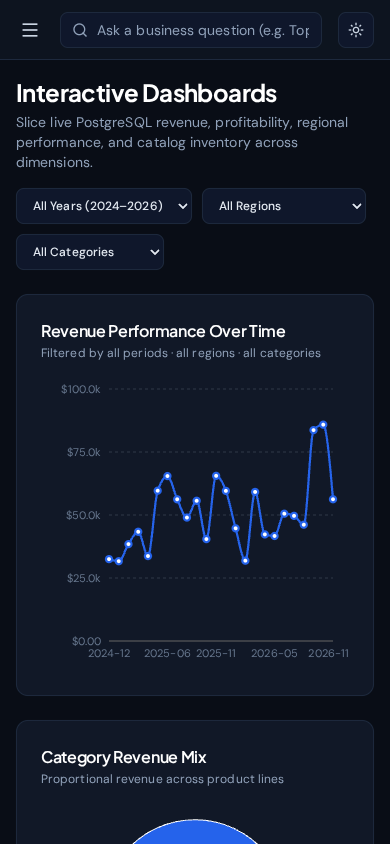 Ask a business question (e.g. Top
Interactive Dashboards
Slice live PostgreSQL revenue, profitability, regional
performance, and catalog inventory across
dimensions.
All Years (2024–2026)
All Regions
All Categories
Revenue Performance Over Time
Filtered by all periods · all regions · all categories
$100.0k
$75.0k
$50.0k
$25.0k
$0.00
2024-12 2025-06 2025-11 2026-05 2026-11
Category Revenue Mix
Proportional revenue across product lines